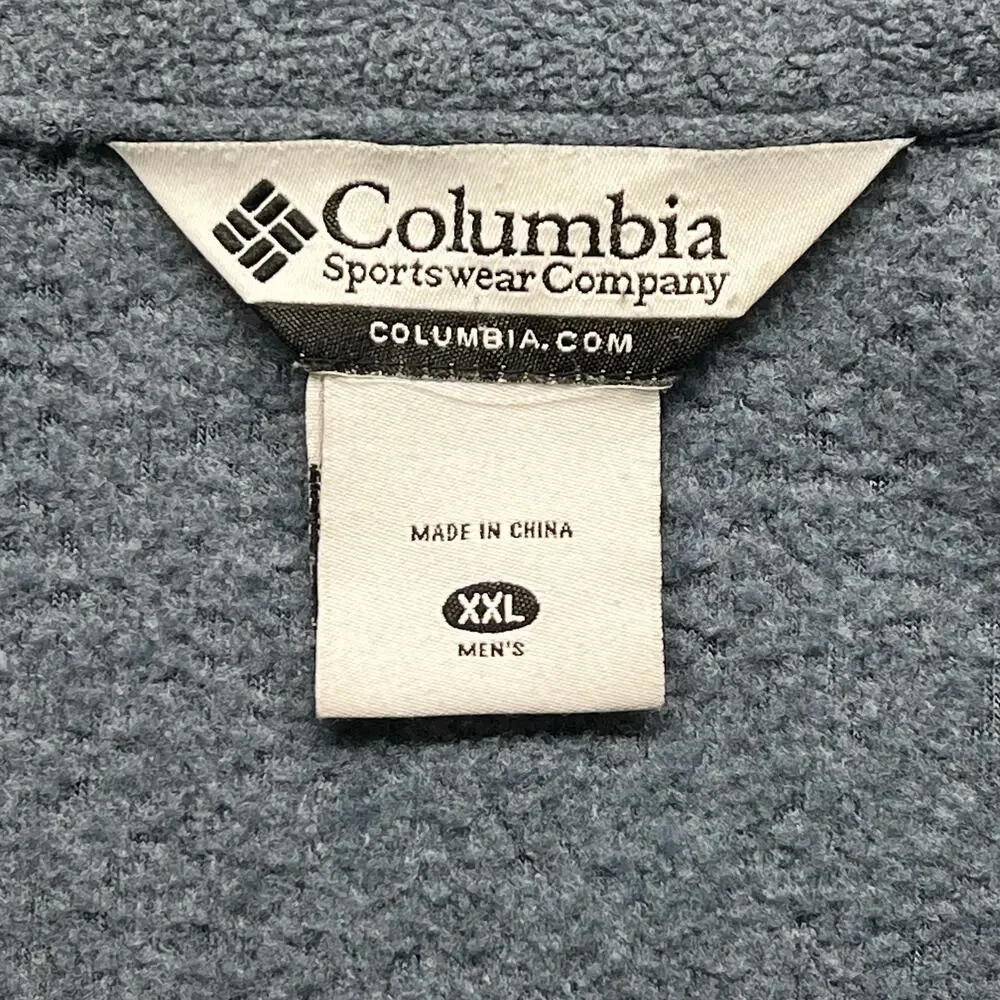 Columbia
Sportswear Company
COLUMBIA.COM
MADE IN CHINA
XXL
MEN'S